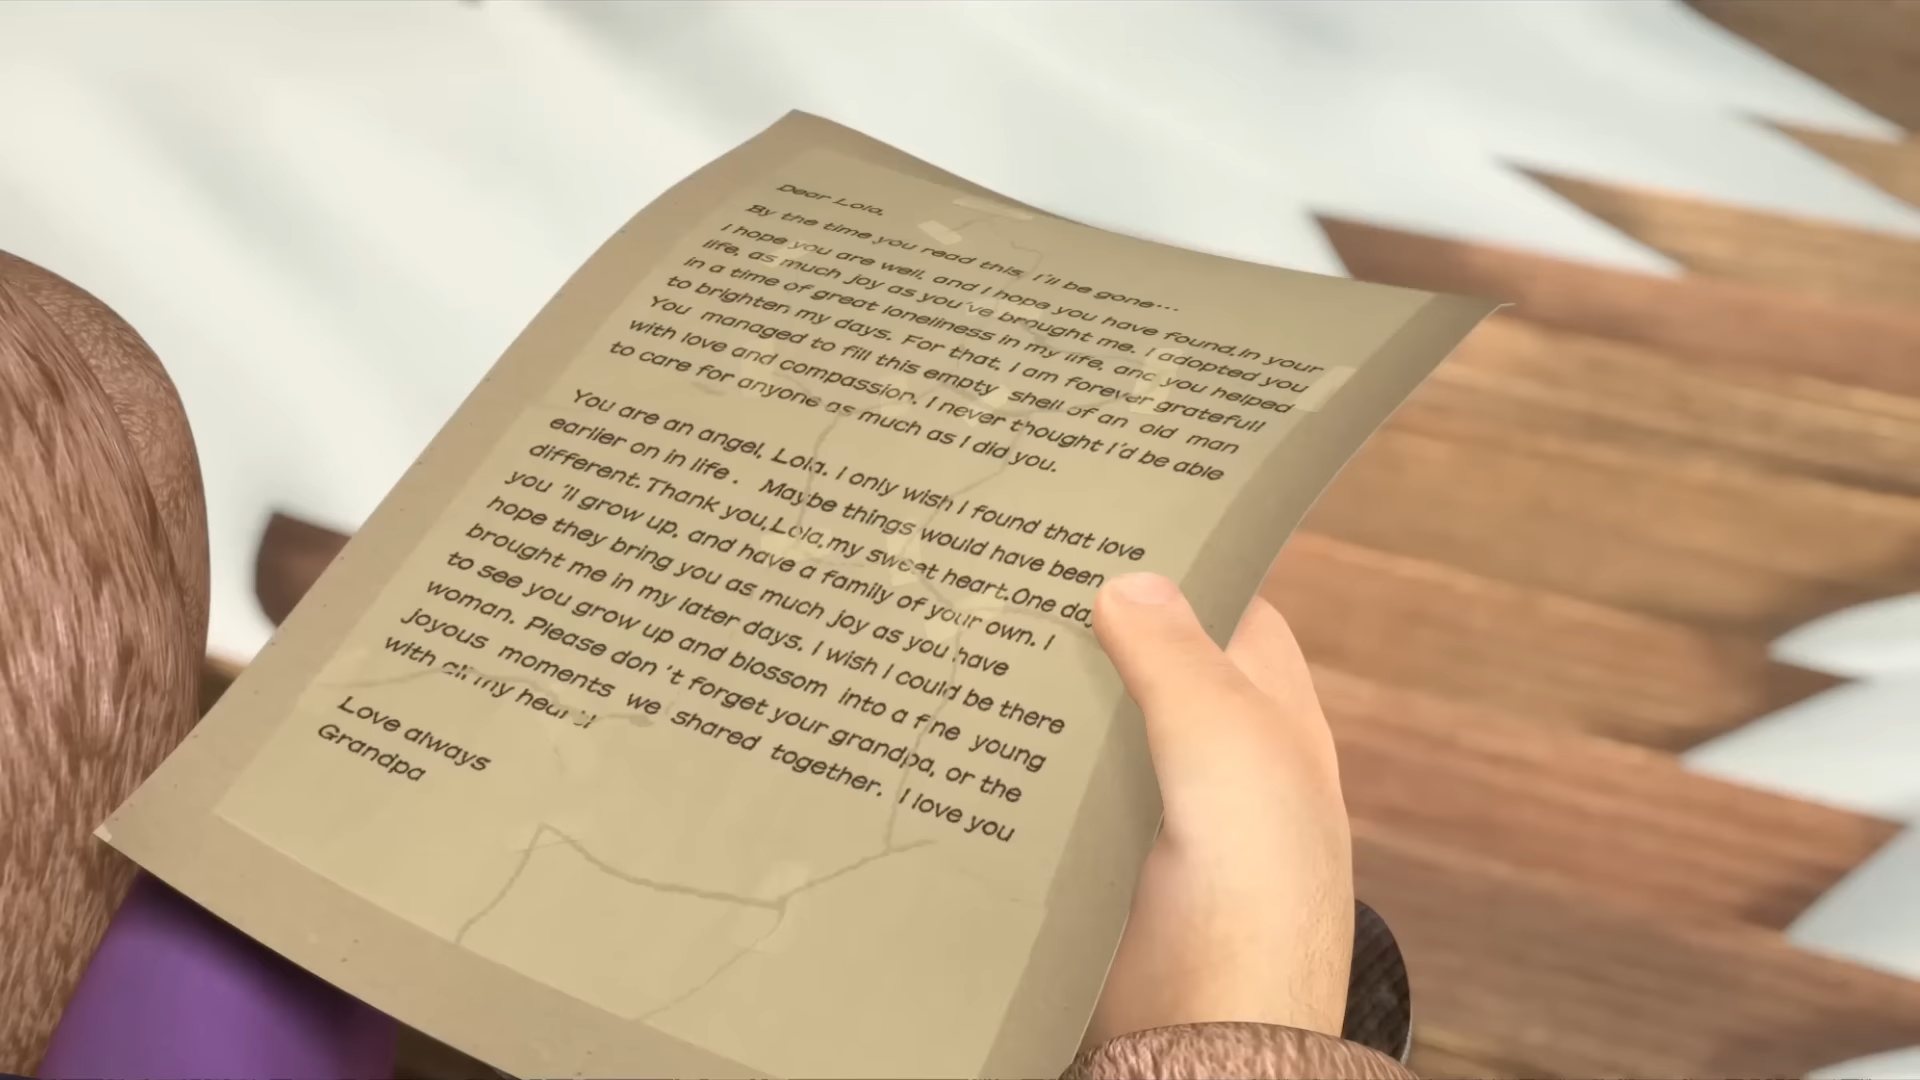 Dear Lola,
By the time you read this, I'll be gone...
I hope you are well, and I hope you have found,in your
life, as much joy as you've brought me. I adopted you
in a time of great loneliness in my life, and you helped
to brighten my days. For that, I am forever gratefull
You managed to fill this empty shell of an old man
with love and compassion. I never thought I'd be able
to care for anyone as much as I did you.
You are an angel, Lola. I only wish I found that love
earlier on in life. Maybe things would have been
different.Thank you,Lola,my sweet heart.One day
you 'll grow up, and have a family of your own. I
hope they bring you as much joy as you have
brought me in my later days. I wish I could be there
to see you grow up and blossom into a fine young
woman. Please don 't forget your grandpa, or the
joyous moments we shared together. I love you
with all my heart!
Love always
Grandpa